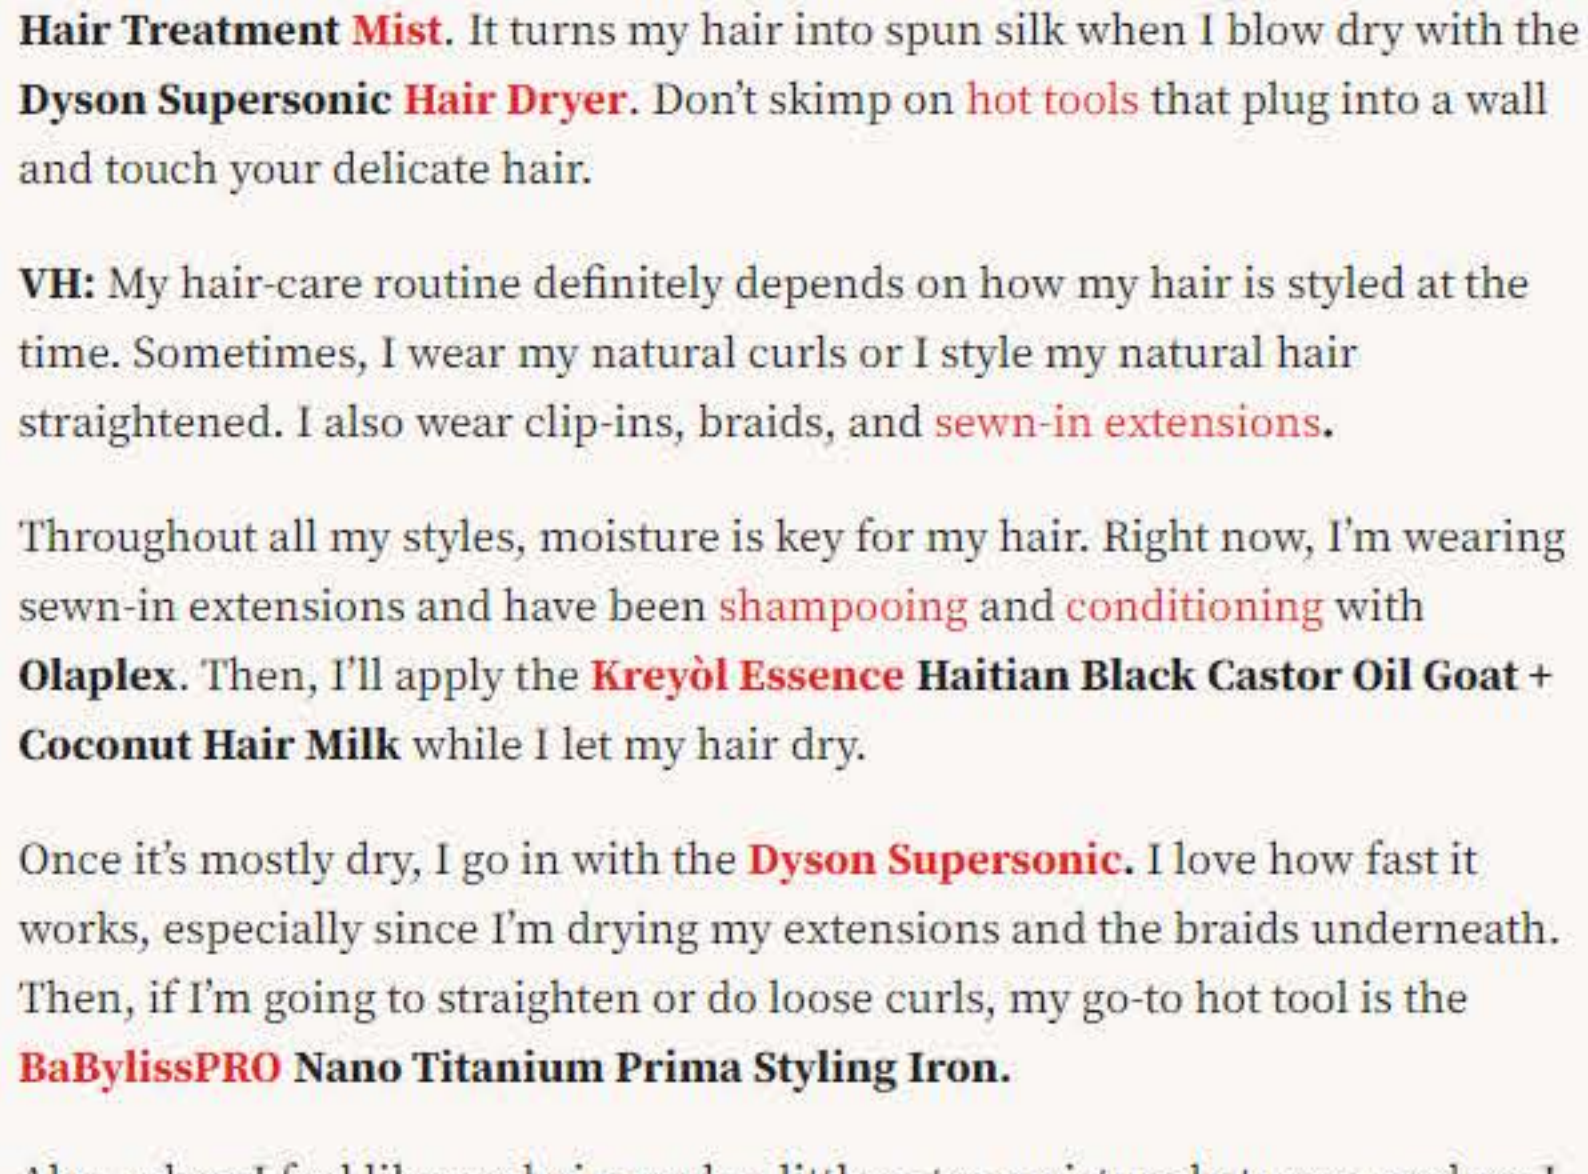 Hair Treatment Mist. It turns my hair into spun silk when I blow dry with the
Dyson Supersonic Hair Dryer. Don’t skimp on hot tools that plug into a wall
and touch your delicate hair.
VH: My hair-care routine definitely depends on how my hair is styled at the
time. Sometimes, I wear my natural curls or I style my natural hair
straightened. I also wear clip-ins, braids, and sewn-in extensions.
Throughout all my styles, moisture is key for my hair. Right now, I’m wearing
sewn-in extensions and have been shampooing and conditioning with
Olaplex. Then, I’ll apply the Kreyòl Essence Haitian Black Castor Oil Goat +
Coconut Hair Milk while I let my hair dry.
Once it’s mostly dry, I go in with the Dyson Supersonic. I love how fast it
works, especially since I’m drying my extensions and the braids underneath.
Then, if I’m going to straighten or do loose curls, my go-to hot tool is the
BaBylissPRO Nano Titanium Prima Styling Iron.